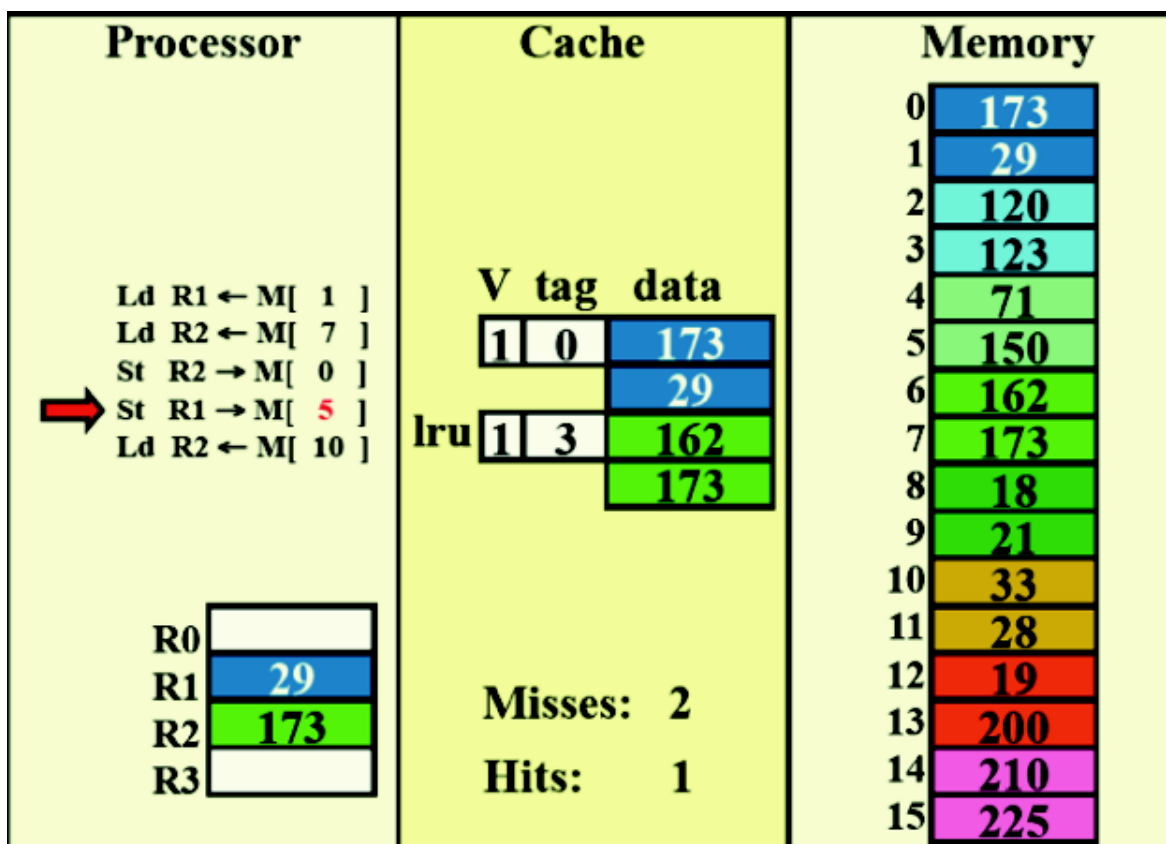 Processor
Ld R1 ← M[ 1 ]
Ld R2 ← M[ 7 ]
St R2 → M[ 0 ]
St R1 → M[ 5 ]
Ld R2 ← M[ 10 ]
R0
R1 29
R2 173
R3
Cache
V tag data
1 0 173
29
lru 1 3 162
173
Misses: 2
Hits: 1
Memory
0 173
1 29
2 120
3 123
4 71
5 150
6 162
7 173
8 18
9 21
10 33
11 28
12 19
13 200
14 210
15 225